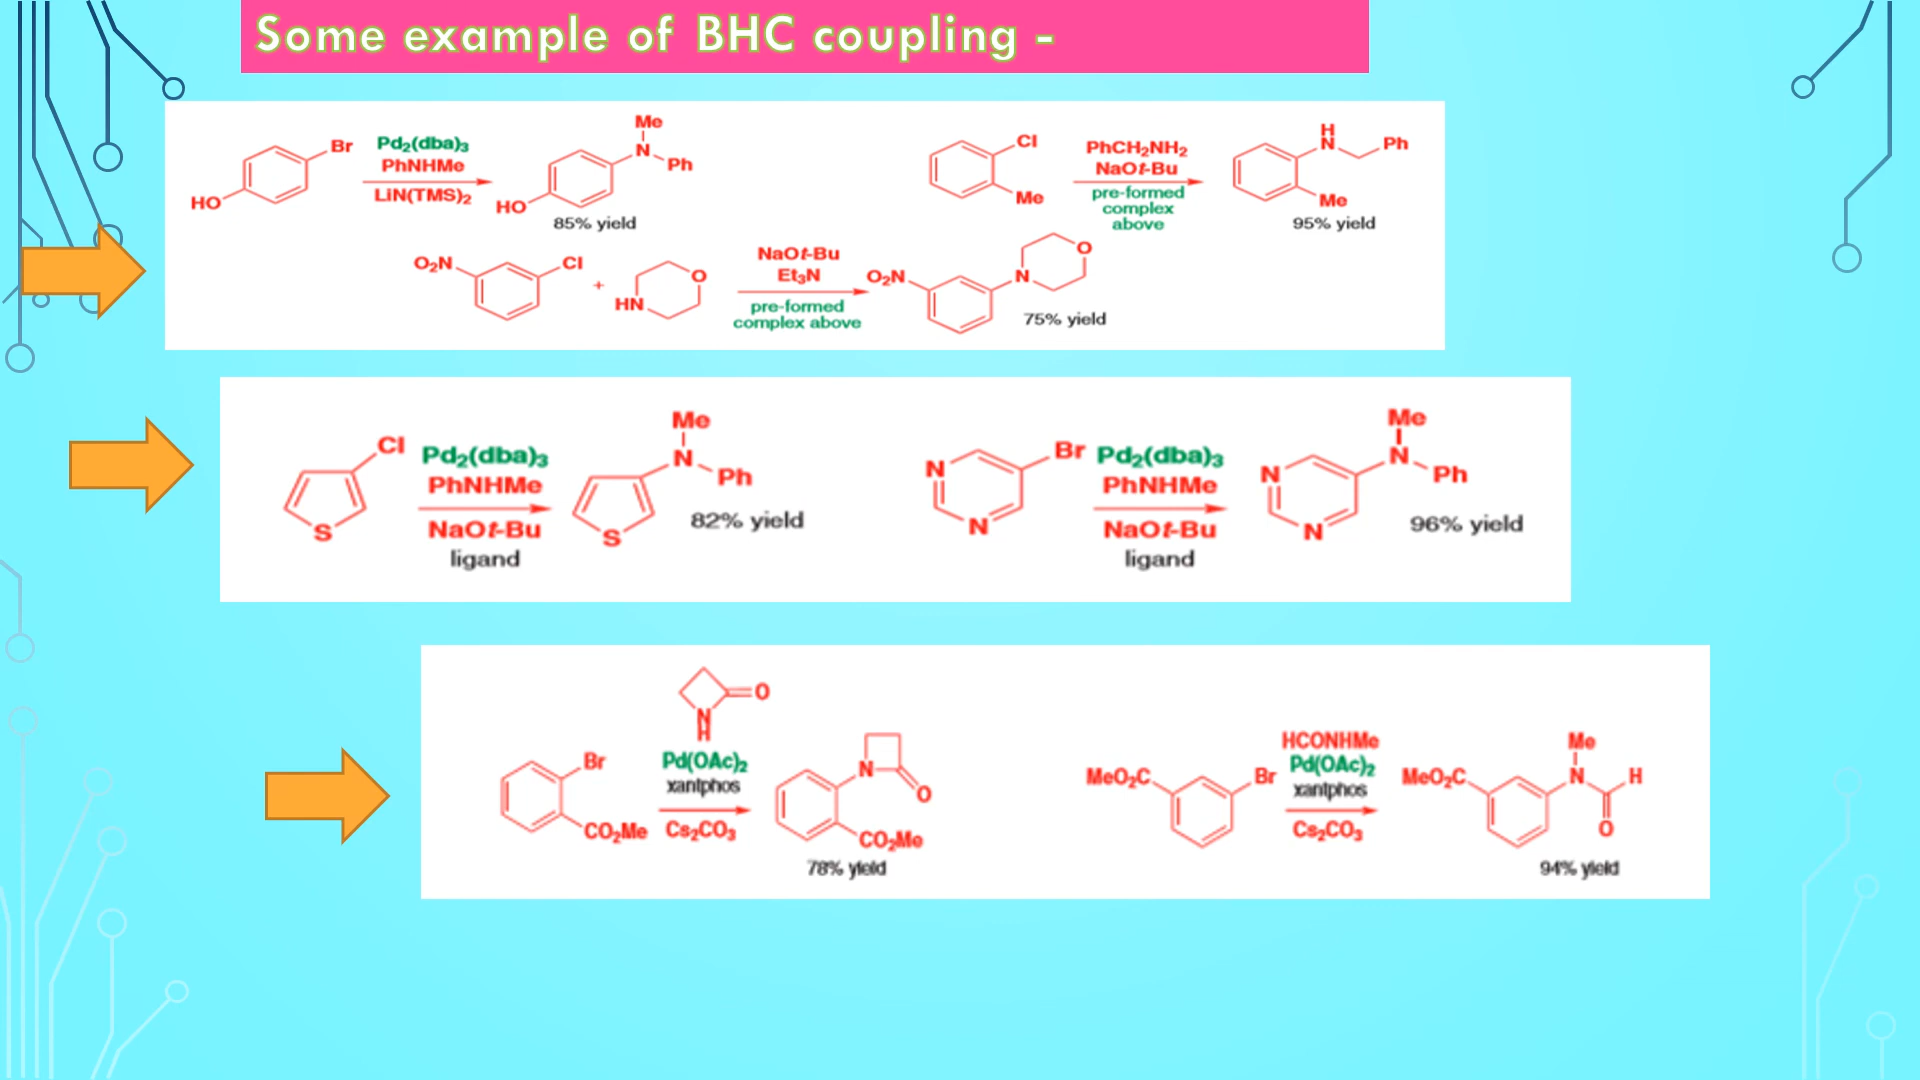 Some example of BHC coupling -
Br
HO
Pd2(dba)3
PhNHMe
LiN(TMS)2
Me
N
Ph
HO
85% yield
Cl
Me
PhCH2NH2
NaOt-Bu
pre-formed
complex
above
H
N
Ph
Me
95% yield
O2N
Cl
+
O
HN
NaOt-Bu
Et3N
pre-formed
complex above
O2N
N
O
75% yield
Cl
S
Pd2(dba)3
PhNHMe
NaOt-Bu
ligand
Me
N
Ph
S
82% yield
N
N
Br
Pd2(dba)3
PhNHMe
NaOt-Bu
ligand
Me
N
Ph
N
N
96% yield
Br
CO2Me
O
N
H
Pd(OAc)2
xantphos
Cs2CO3
N
O
CO2Me
78% yield
MeO2C
Br
HCONHMe
Pd(OAc)2
xantphos
Cs2CO3
MeO2C
Me
N
H
O
94% yield